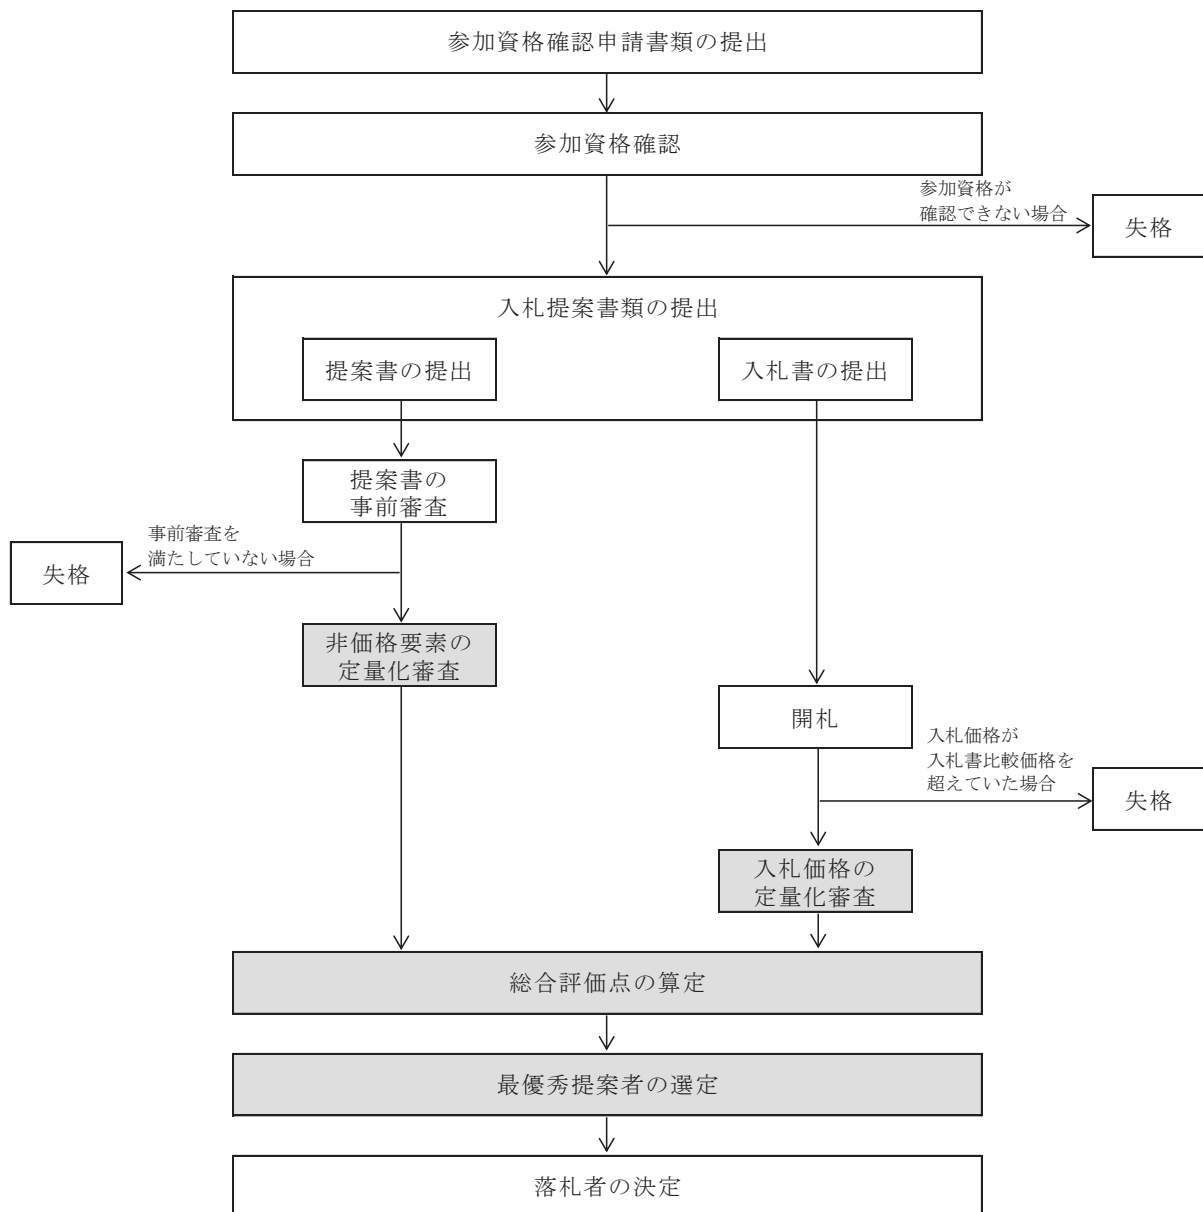 参加資格確認申請書類の提出
参加資格確認
参加資格が
確認できない場合
失格
入札提案書類の提出
提案書の提出
入札書の提出
提案書の
事前審査
事前審査を
満たしていない場合
失格
非価格要素の
定量化審査
開札
入札価格が
入札書比較価格を
超えていた場合
失格
入札価格の
定量化審査
総合評価点の算定
最優秀提案者の選定
落札者の決定